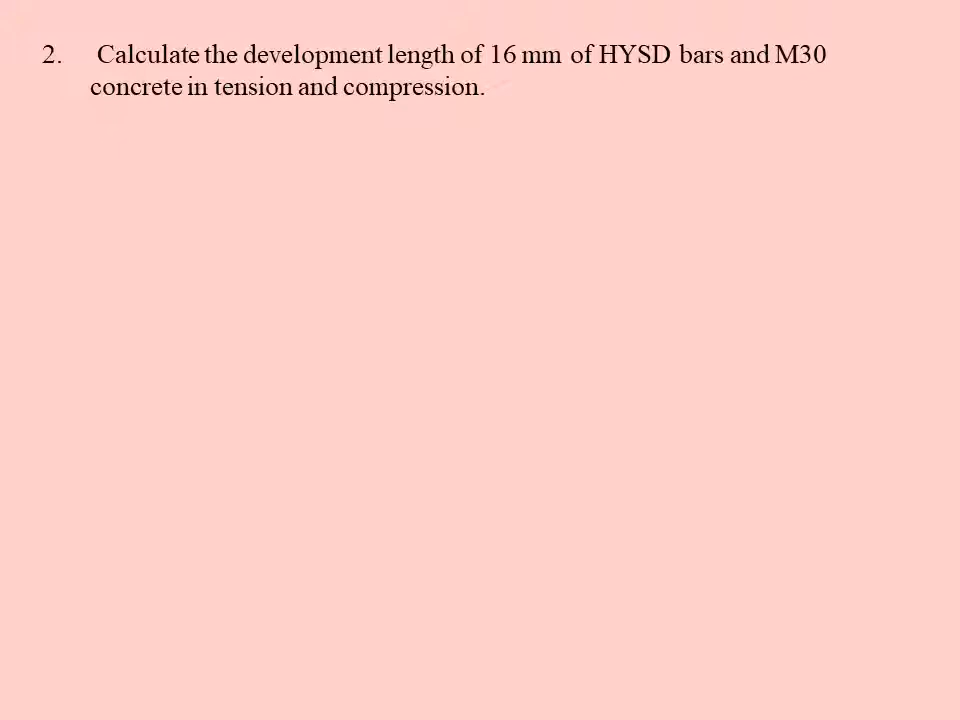 2. Calculate the development length of 16 mm of HYSD bars and M30
concrete in tension and compression.